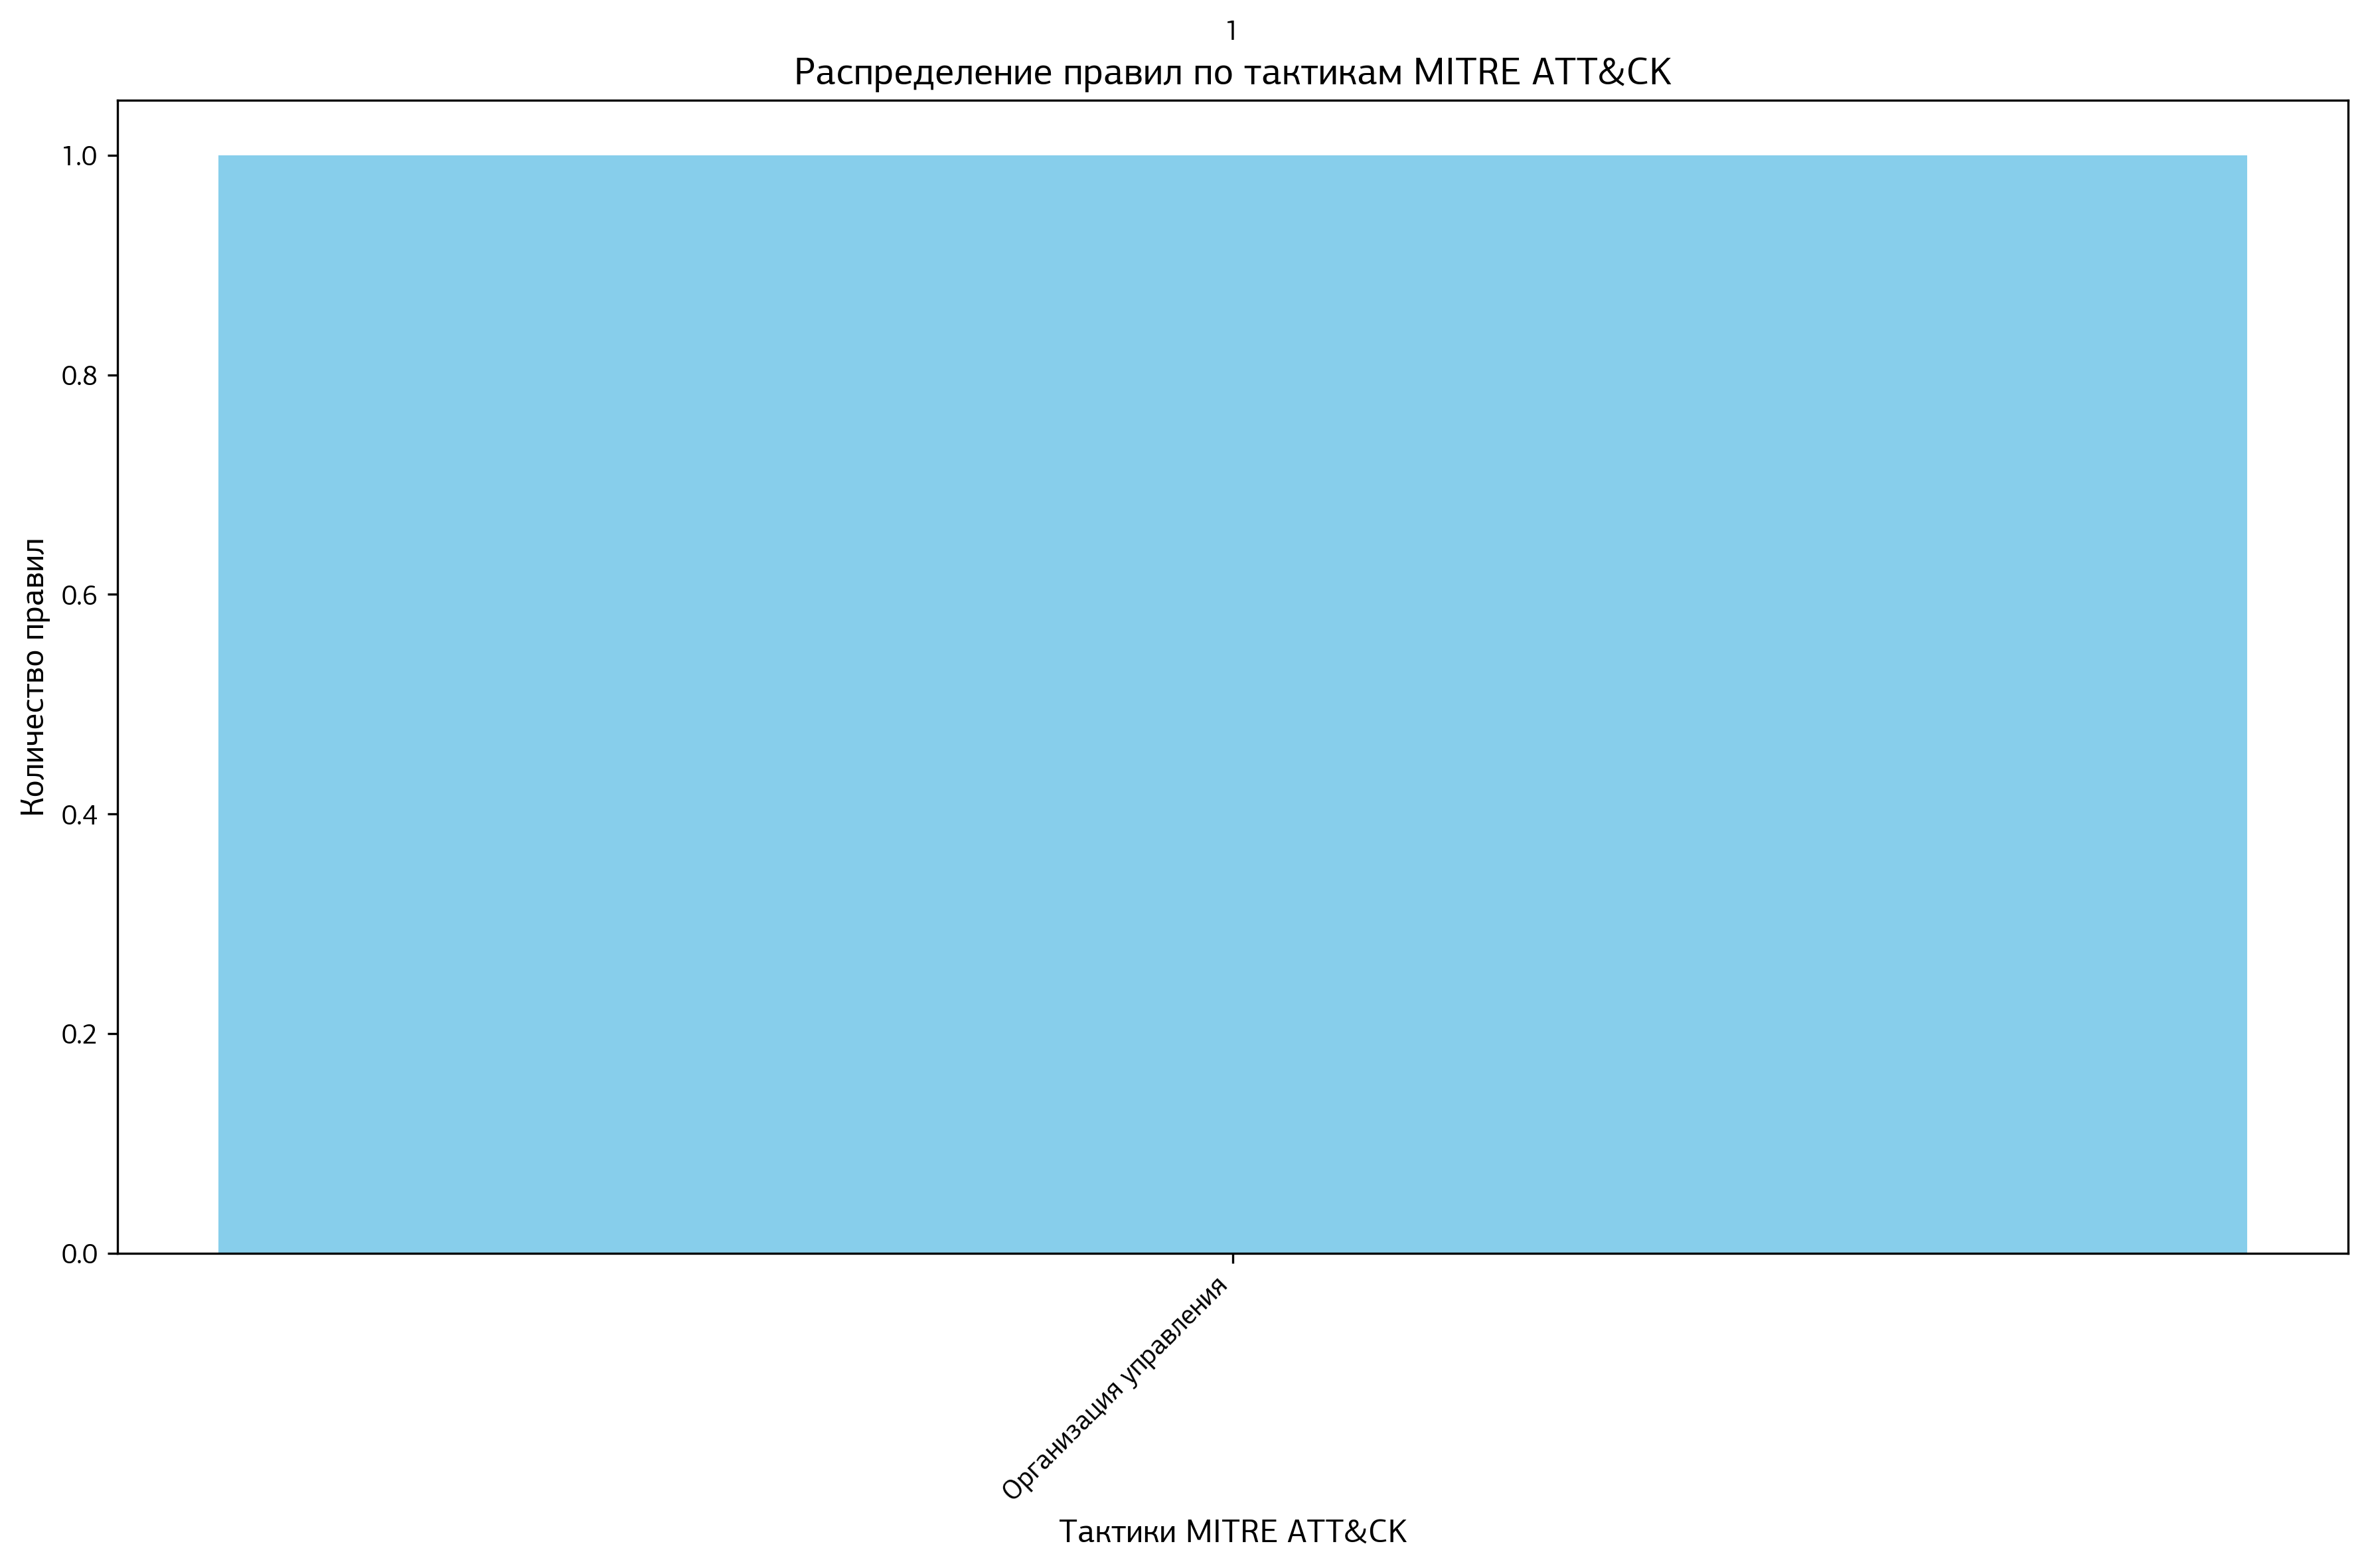 1
Распределение правил по тактикам MITRE ATT&CK
Количество правил
1.0
0.8
0.6
0.4
0.2
0.0
Организация управления
Тактики MITRE ATT&CK